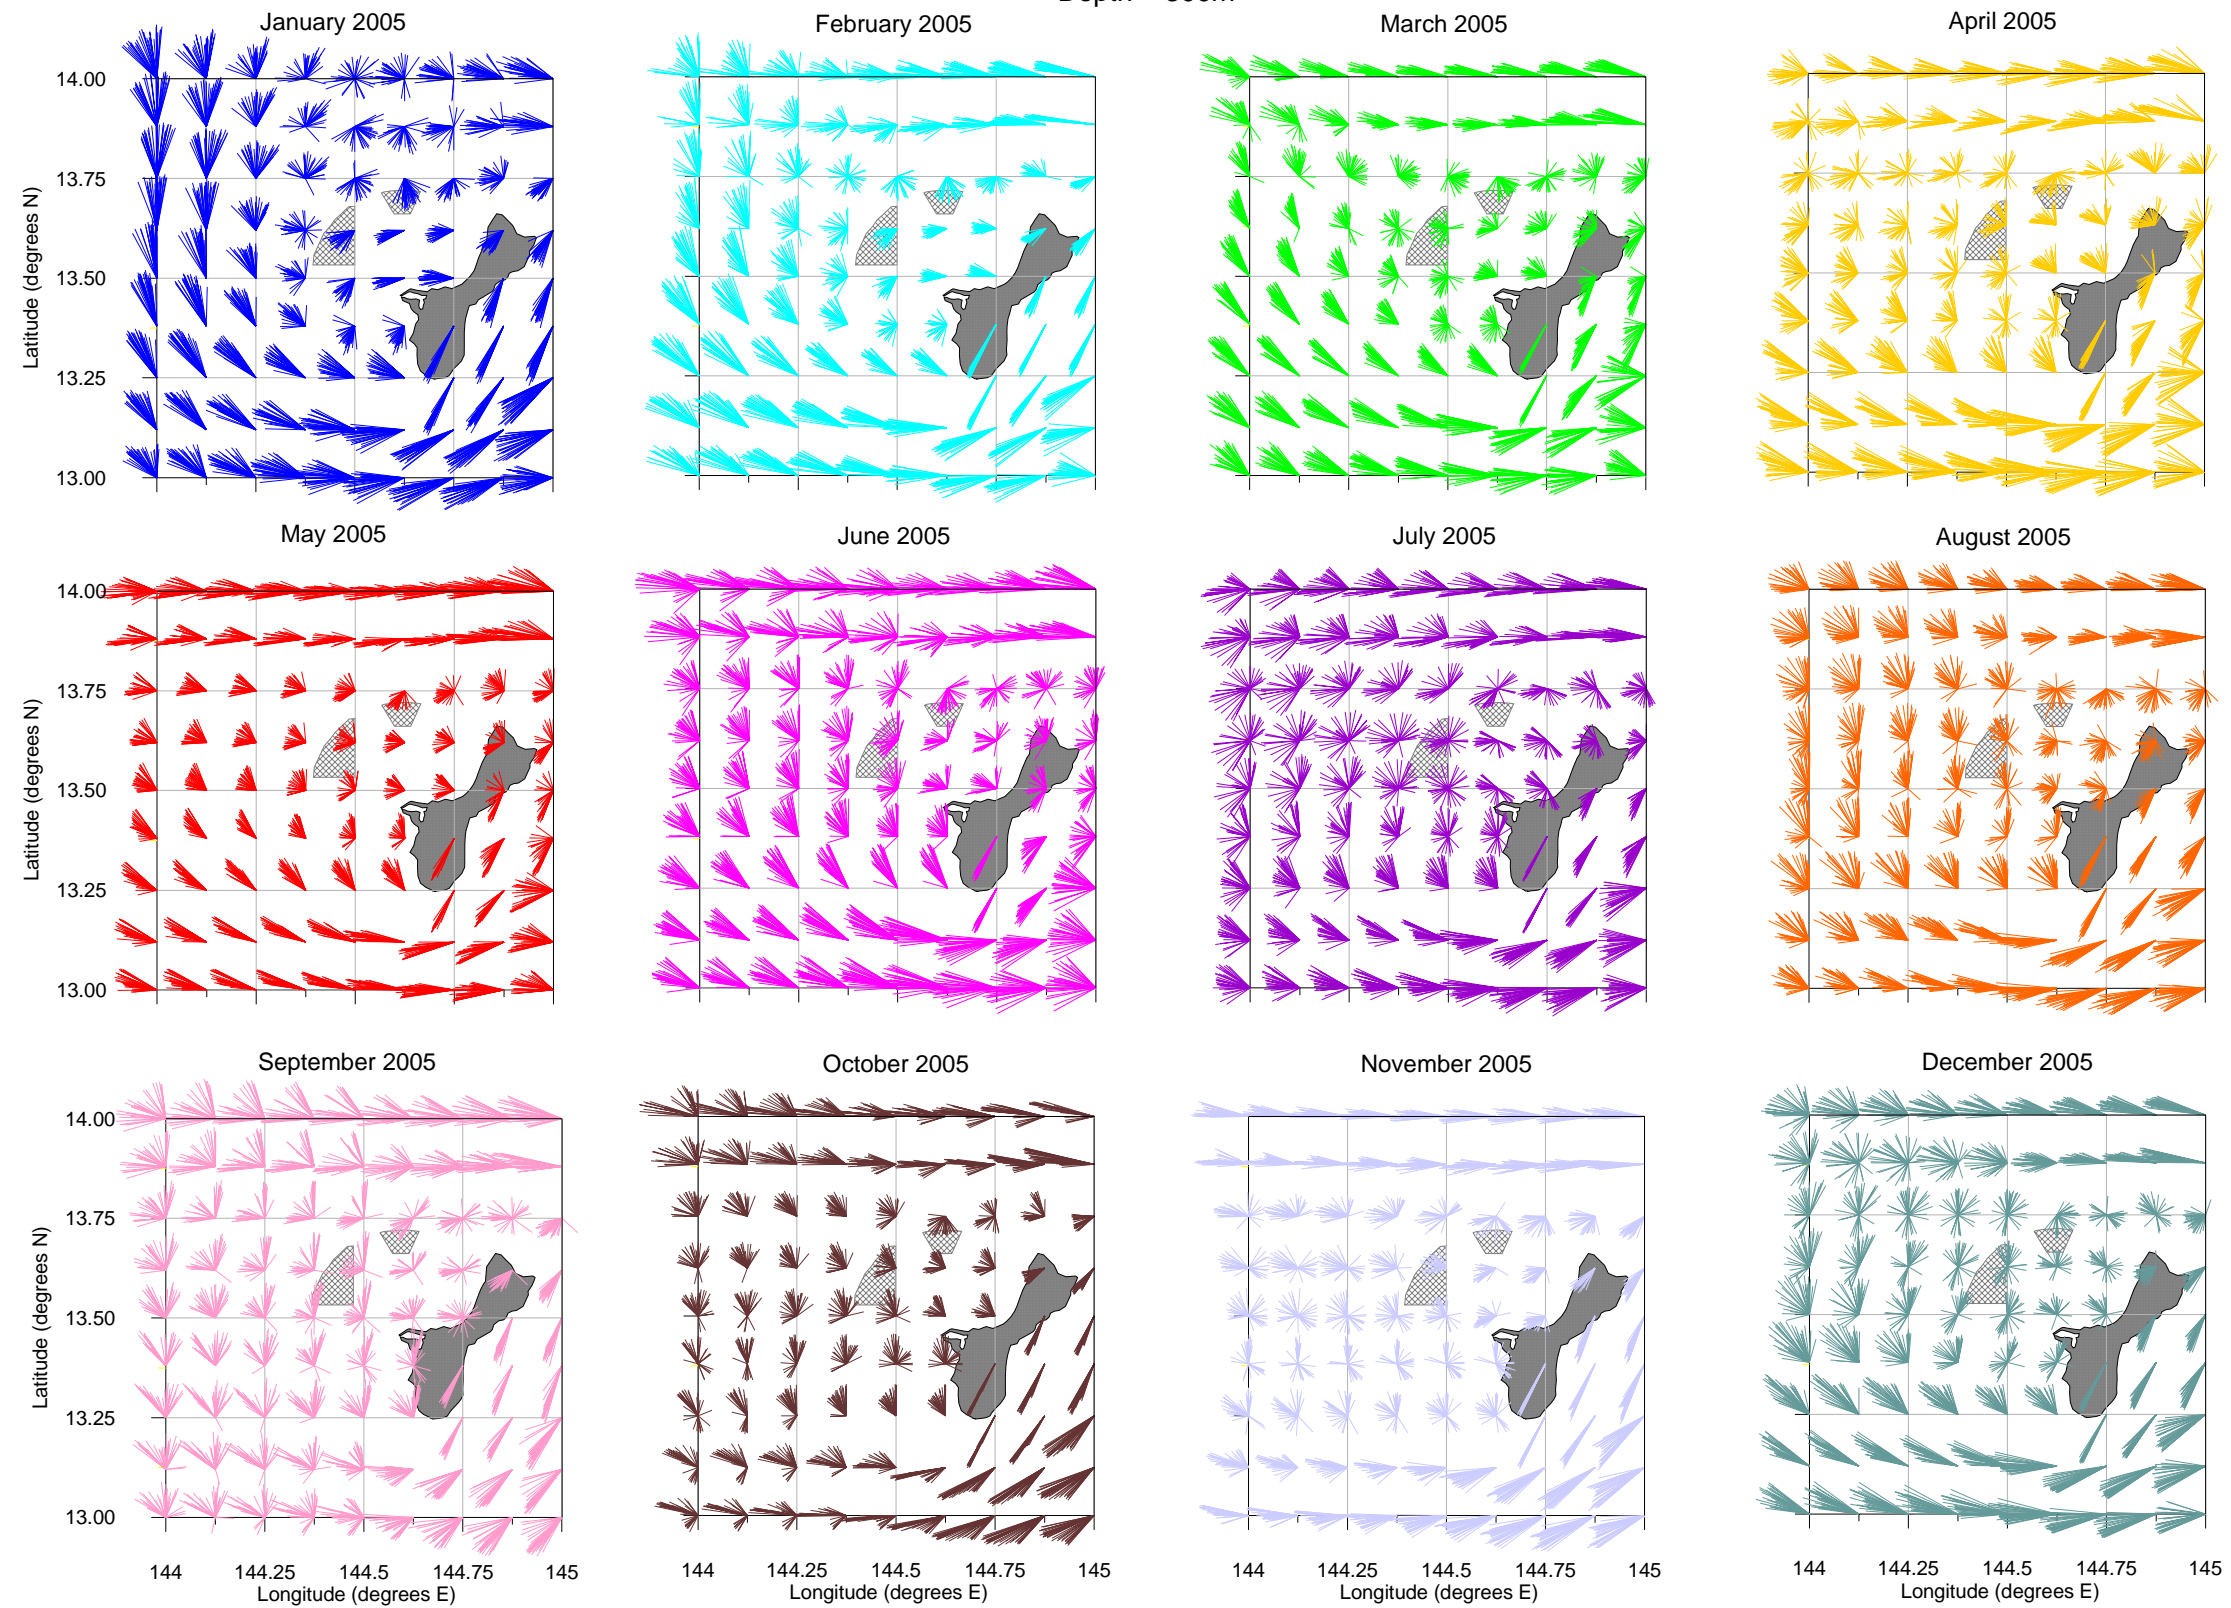 January 2005
February 2005
March 2005
April 2005
14.00
13.75
13.50
13.25
13.00
Latitude (degrees N)
May 2005
June 2005
July 2005
August 2005
14.00
13.75
13.50
13.25
13.00
Latitude (degrees N)
September 2005
October 2005
November 2005
December 2005
14.00
13.75
13.50
13.25
13.00
Latitude (degrees N)
144 144.25 144.5 144.75 145
Longitude (degrees E)
144 144.25 144.5 144.75 145
Longitude (degrees E)
144 144.25 144.5 144.75 145
Longitude (degrees E)
144 144.25 144.5 144.75 145
Longitude (degrees E)